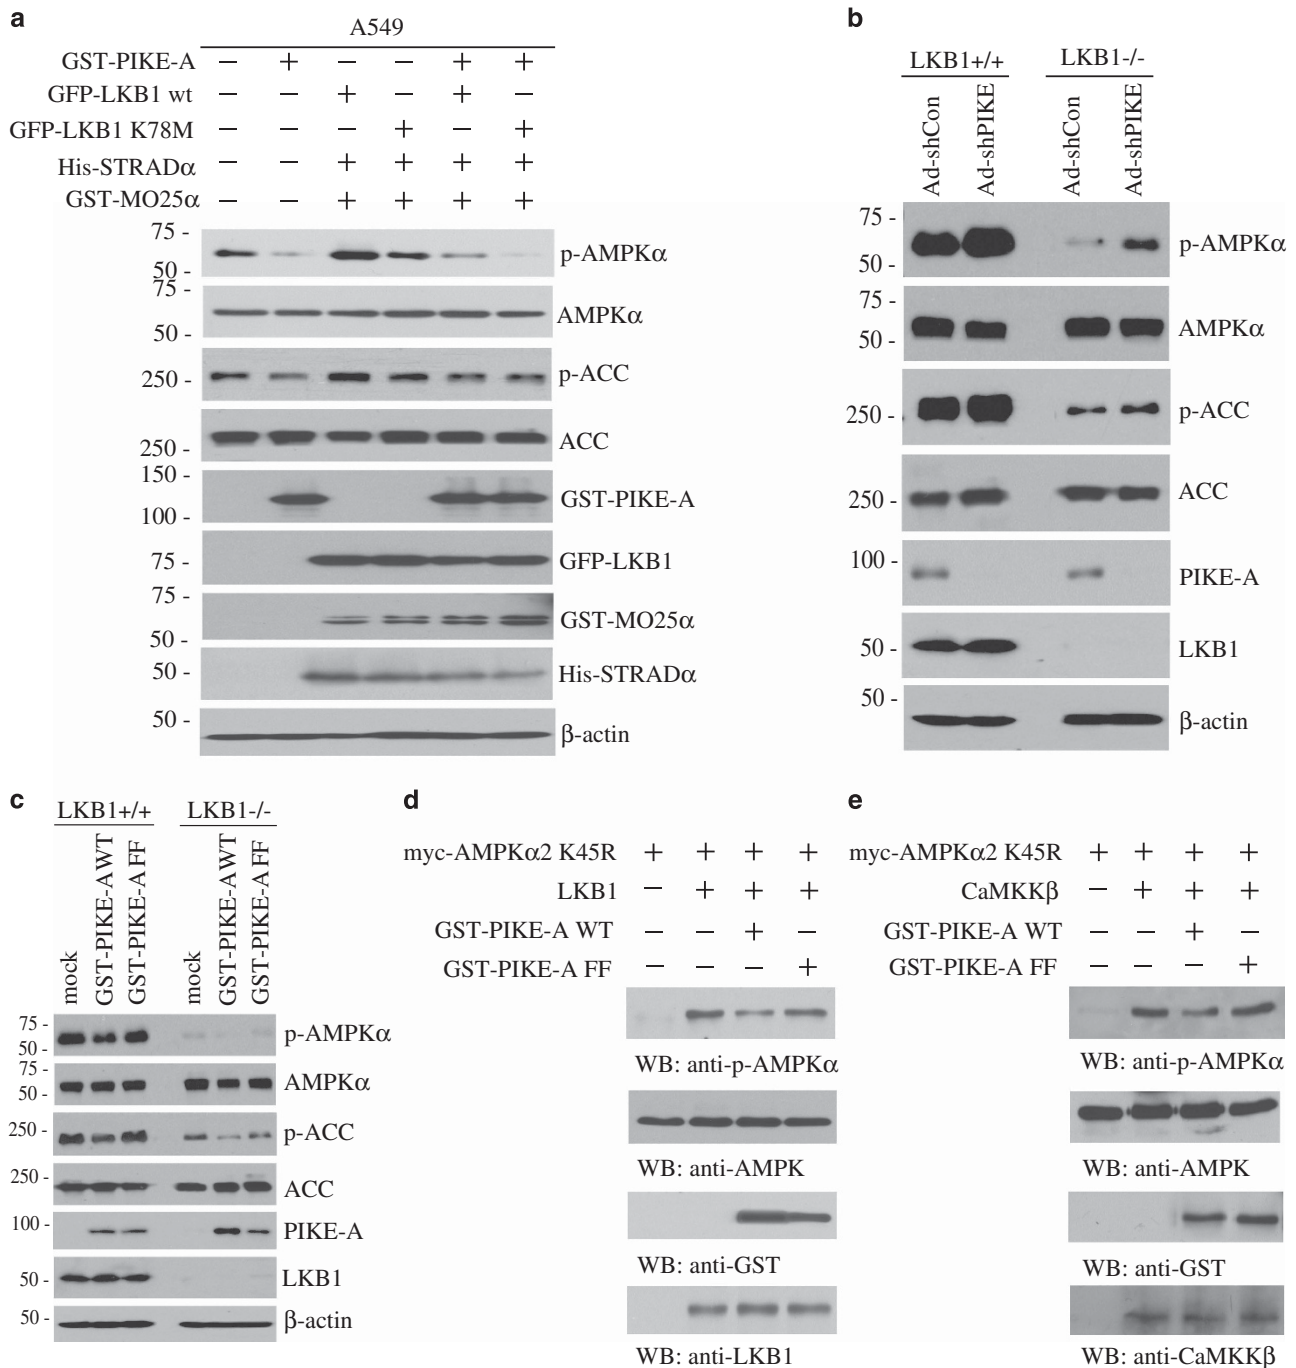 a
A549
GST-PIKE-A – + – – + +
GFP-LKB1 wt – – + – + –
GFP-LKB1 K78M – – – + – +
His-STRADα – – + + + +
GST-MO25α – – + + + +
75 -
50 -
p-AMPKα
75 -
50 -
AMPKα
250 -
p-ACC
250 -
ACC
150 -
100 -
GST-PIKE-A
75 -
GFP-LKB1
75 -
50 -
GST-MO25α
50 -
His-STRADα
50 -
β-actin
b
LKB1+/+ LKB1-/-
Ad-shCon Ad-shPIKE Ad-shCon Ad-shPIKE
75 -
50 -
p-AMPKα
75 -
50 -
AMPKα
250 -
p-ACC
250 -
ACC
100 -
PIKE-A
50 -
LKB1
50 -
β-actin
c
LKB1+/+ LKB1-/-
mock GST-PIKE-AWT GST-PIKE-AFF mock GST-PIKE-AWT GST-PIKE-AFF
75 -
50 -
p-AMPKα
75 -
50 -
AMPKα
250 -
p-ACC
250 -
ACC
100 -
PIKE-A
50 -
LKB1
50 -
β-actin
d
myc-AMPKα2 K45R + + + +
LKB1 – + + +
GST-PIKE-A WT – – + –
GST-PIKE-A FF – – – +
WB: anti-p-AMPKα
WB: anti-AMPK
WB: anti-GST
WB: anti-LKB1
e
myc-AMPKα2 K45R + + + +
CaMKKβ – + + +
GST-PIKE-A WT – – + –
GST-PIKE-A FF – – – +
WB: anti-p-AMPKα
WB: anti-AMPK
WB: anti-GST
WB: anti-CaMKKβ